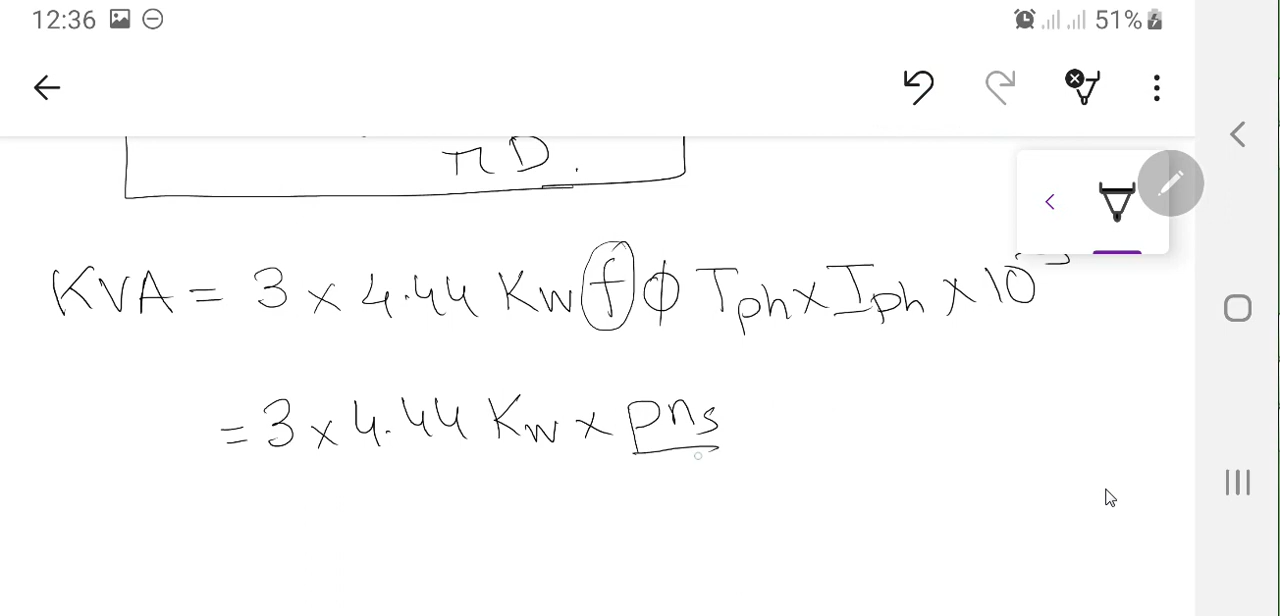 12:36 51%
πD.
KVA = 3 × 4.44 Kw f φ Tph × Iph × 10
= 3 × 4.44 Kw × pns